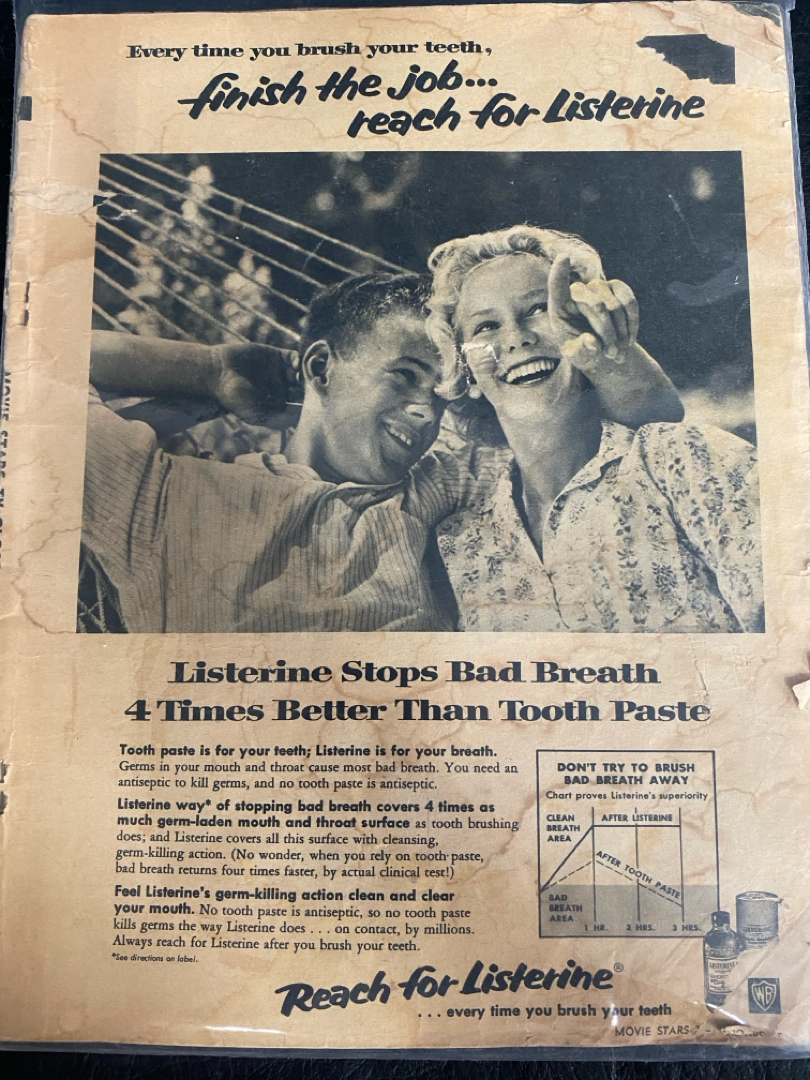 Every time you brush your teeth,
finish the job...
reach for Listerine
Listerine Stops Bad Breath
4 Times Better Than Tooth Paste
Tooth paste is for your teeth; Listerine is for your breath.
Germs in your mouth and throat cause most bad breath. You need an
antiseptic to kill germs, and no tooth paste is antiseptic.
Listerine way* of stopping bad breath covers 4 times as
much germ-laden mouth and throat surface as tooth brushing
does; and Listerine covers all this surface with cleansing,
germ-killing action. (No wonder, when you rely on tooth paste,
bad breath returns four times faster, by actual clinical test!)
Feel Listerine's germ-killing action clean and clear
your mouth. No tooth paste is antiseptic, so no tooth paste
kills germs the way Listerine does . . . on contact, by millions.
Always reach for Listerine after you brush your teeth.
*See directions on label.
DON'T TRY TO BRUSH
BAD BREATH AWAY
Chart proves Listerine's superiority
CLEAN
BREATH
AREA
AFTER LISTERINE
AFTER TOOTH PASTE
BAD
BREATH
AREA
1 HR. 2 HRS. 3 HRS.
LISTERINE
Reach for Listerine®
. . . every time you brush your teeth
WB
MOVIE STARS
MOVIE STARS TV